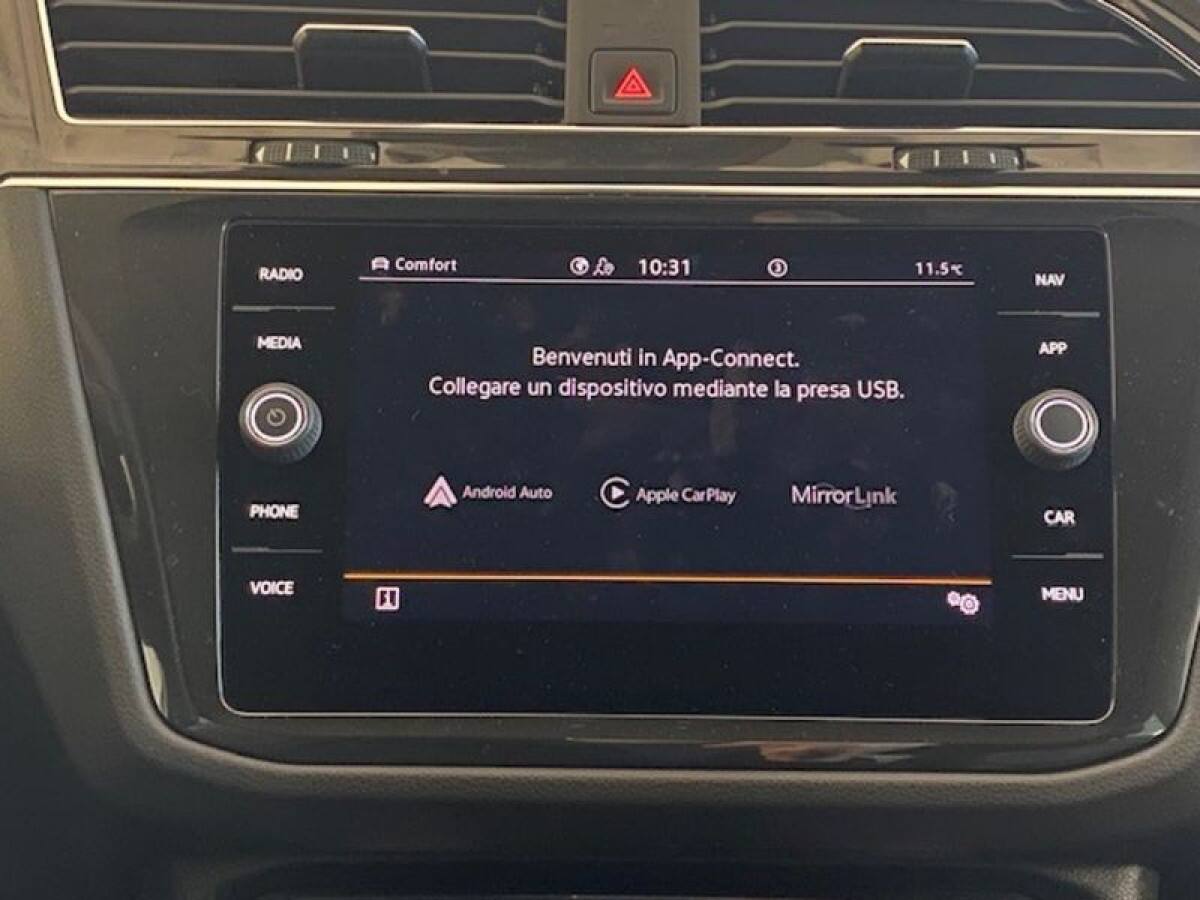 RADIO
MEDIA
PHONE
VOICE
Comfort
10:31
11.5°C
Benvenuti in App-Connect.
Collegare un dispositivo mediante la presa USB.
Android Auto
Apple CarPlay
MirrorLink
NAV
APP
CAR
MENU